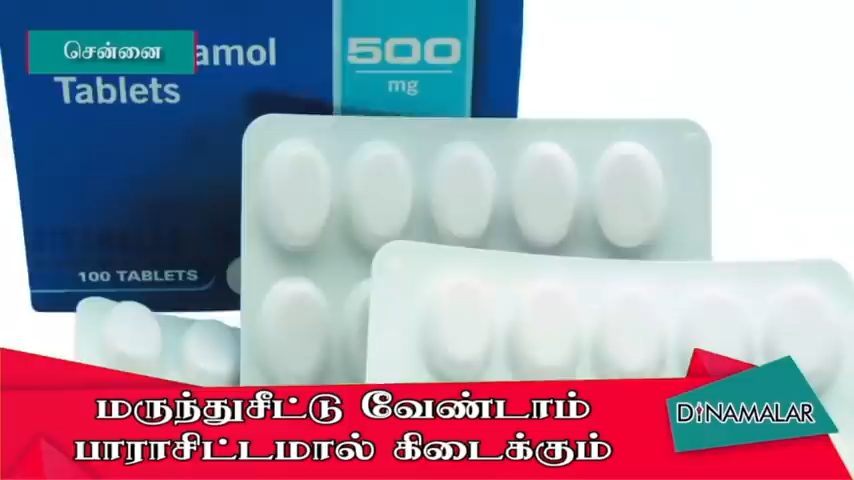 சென்னை
amol
Tablets
500
mg
100 TABLETS
மருந்துசீட்டு வேண்டாம்
பாராசிட்டமால் கிடைக்கும்
DINAMALAR